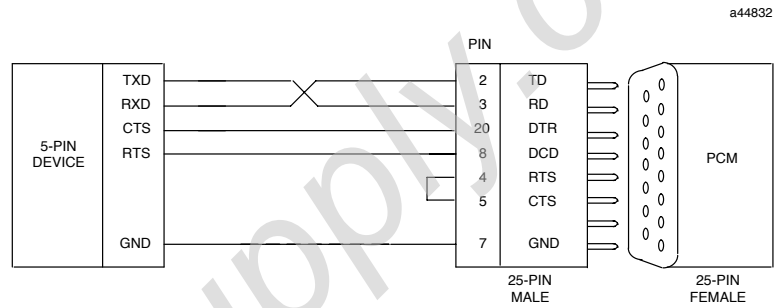 a44832
PIN
TXD 2 TD
RXD 3 RD
CTS 20 DTR
5-PIN
DEVICE
RTS 8 DCD
PCM
4 RTS
5 CTS
GND 7 GND
25-PIN
MALE
25-PIN
FEMALE
upply.c